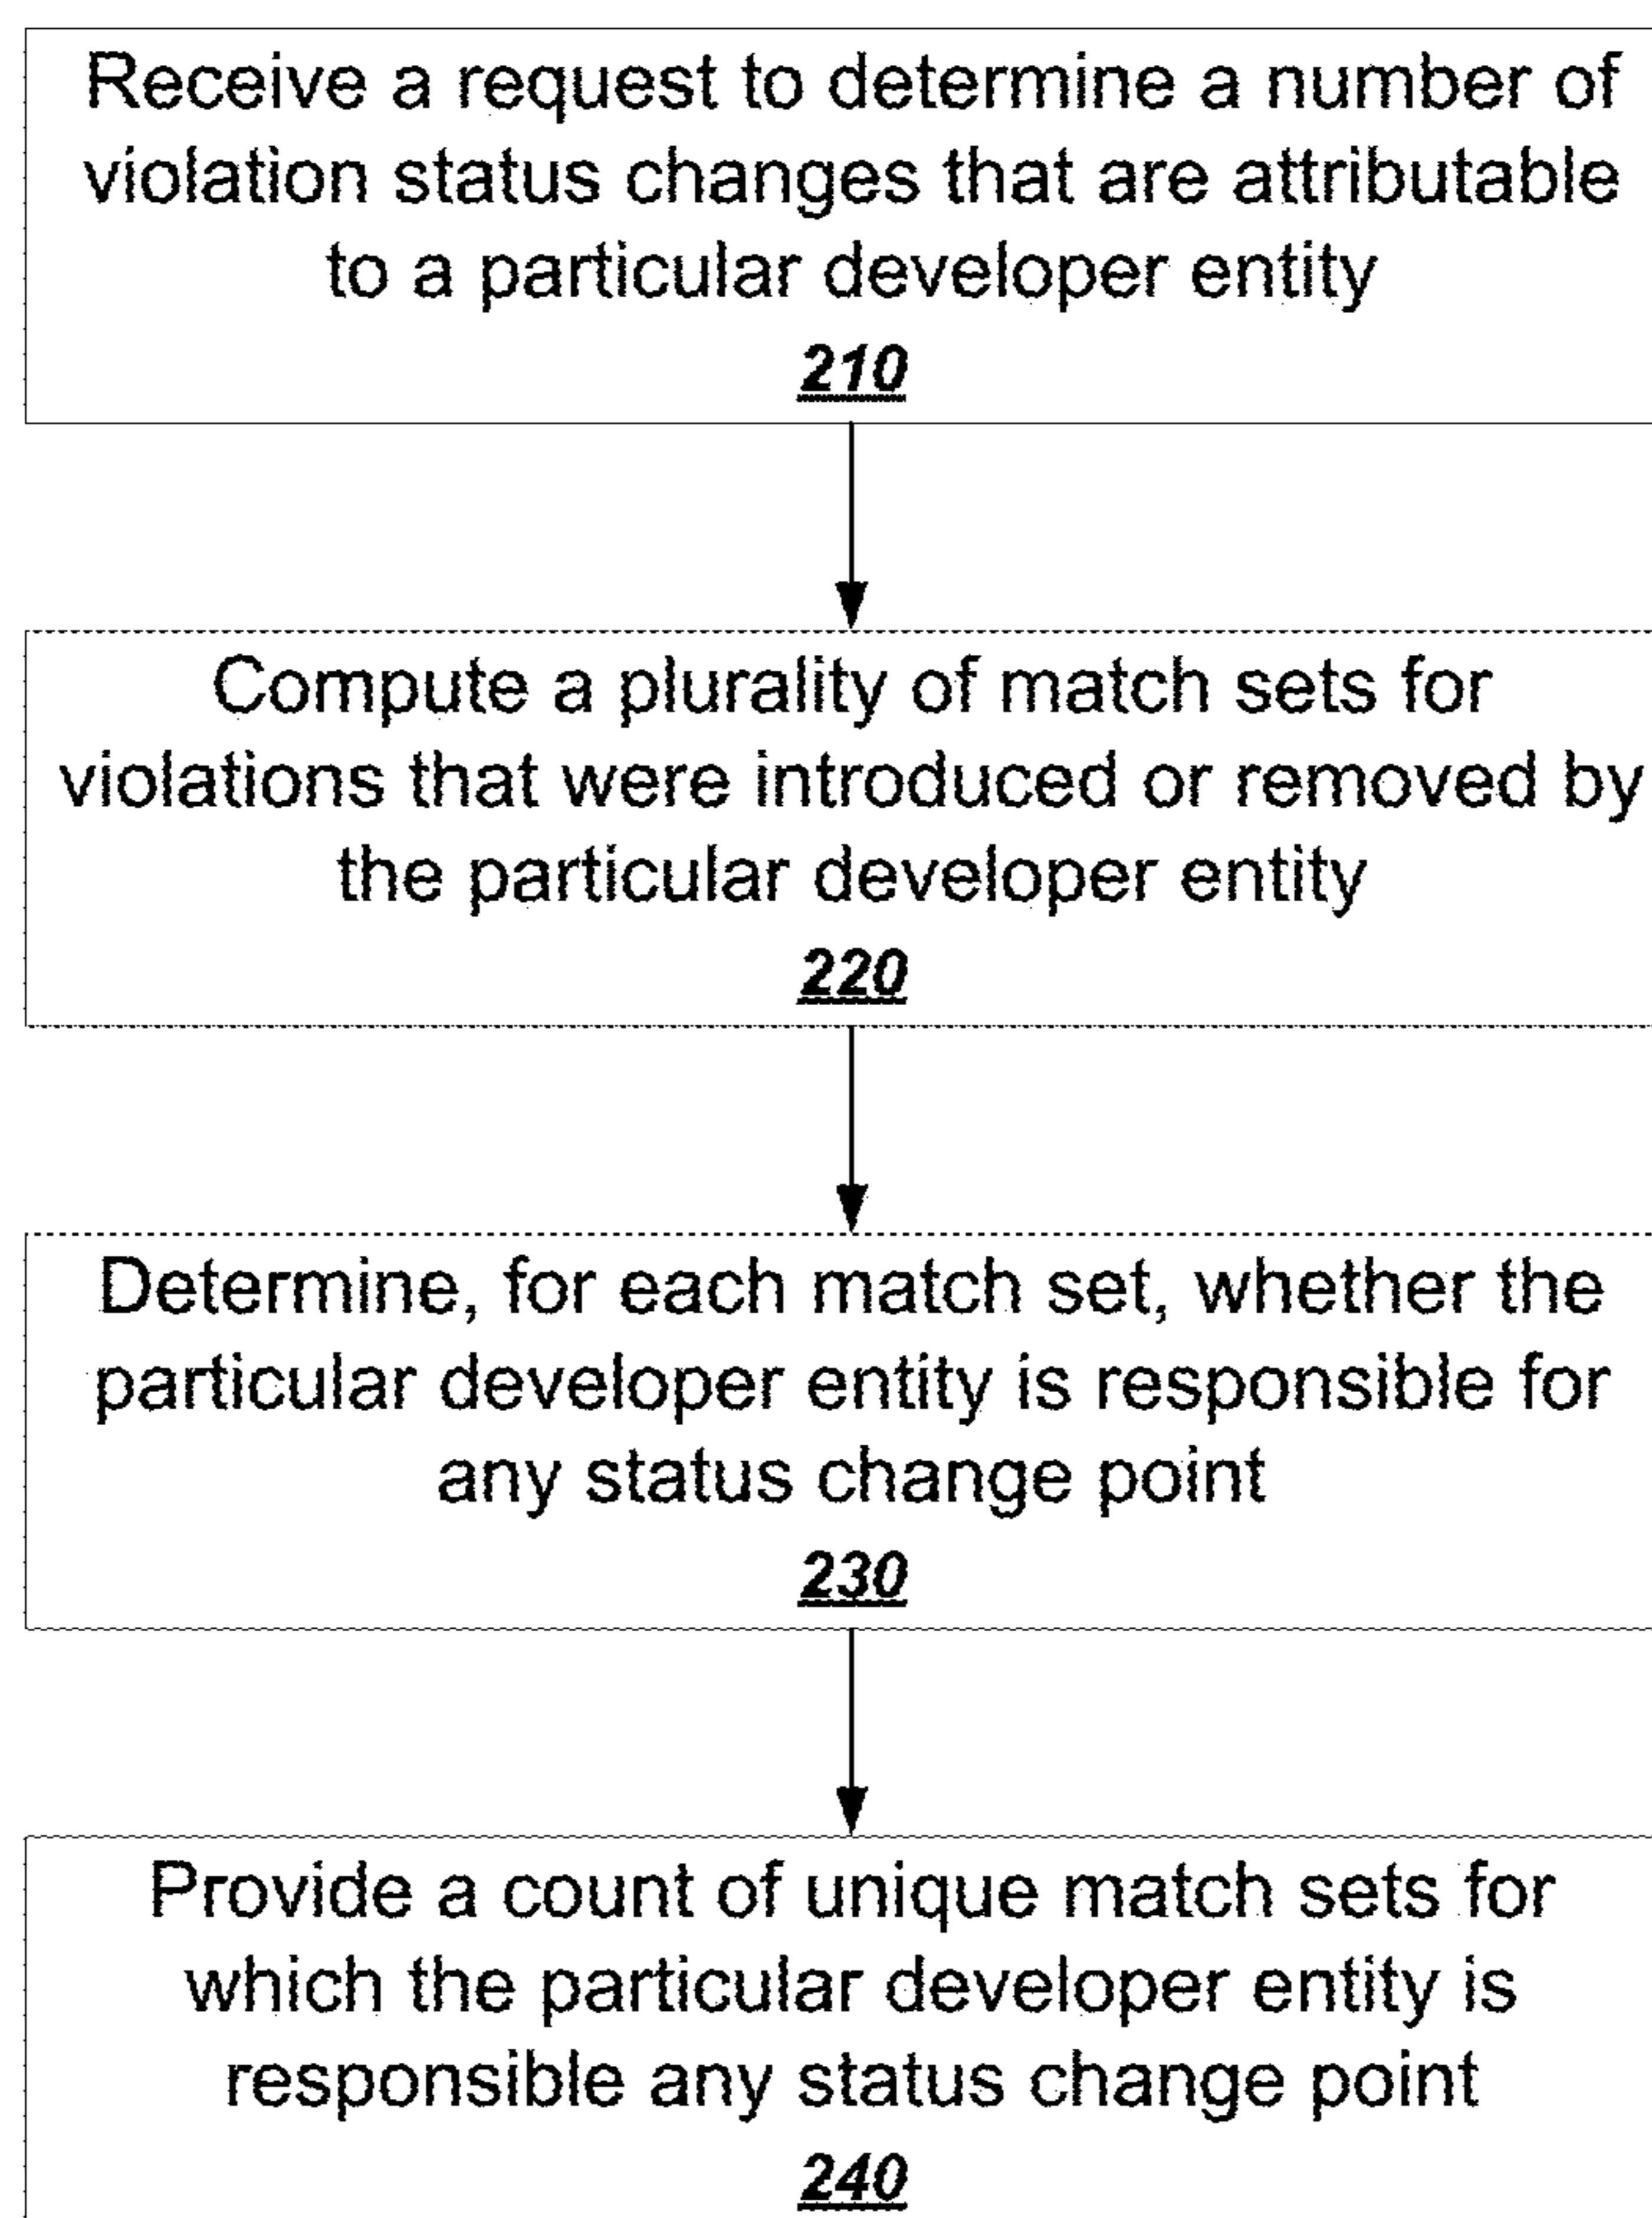 Receive a request to determine a number of
violation status changes that are attributable
to a particular developer entity
210
Compute a plurality of match sets for
violations that were introduced or removed by
the particular developer entity
220
Determine, for each match set, whether the
particular developer entity is responsible for
any status change point
230
Provide a count of unique match sets for
which the particular developer entity is
responsible any status change point
240